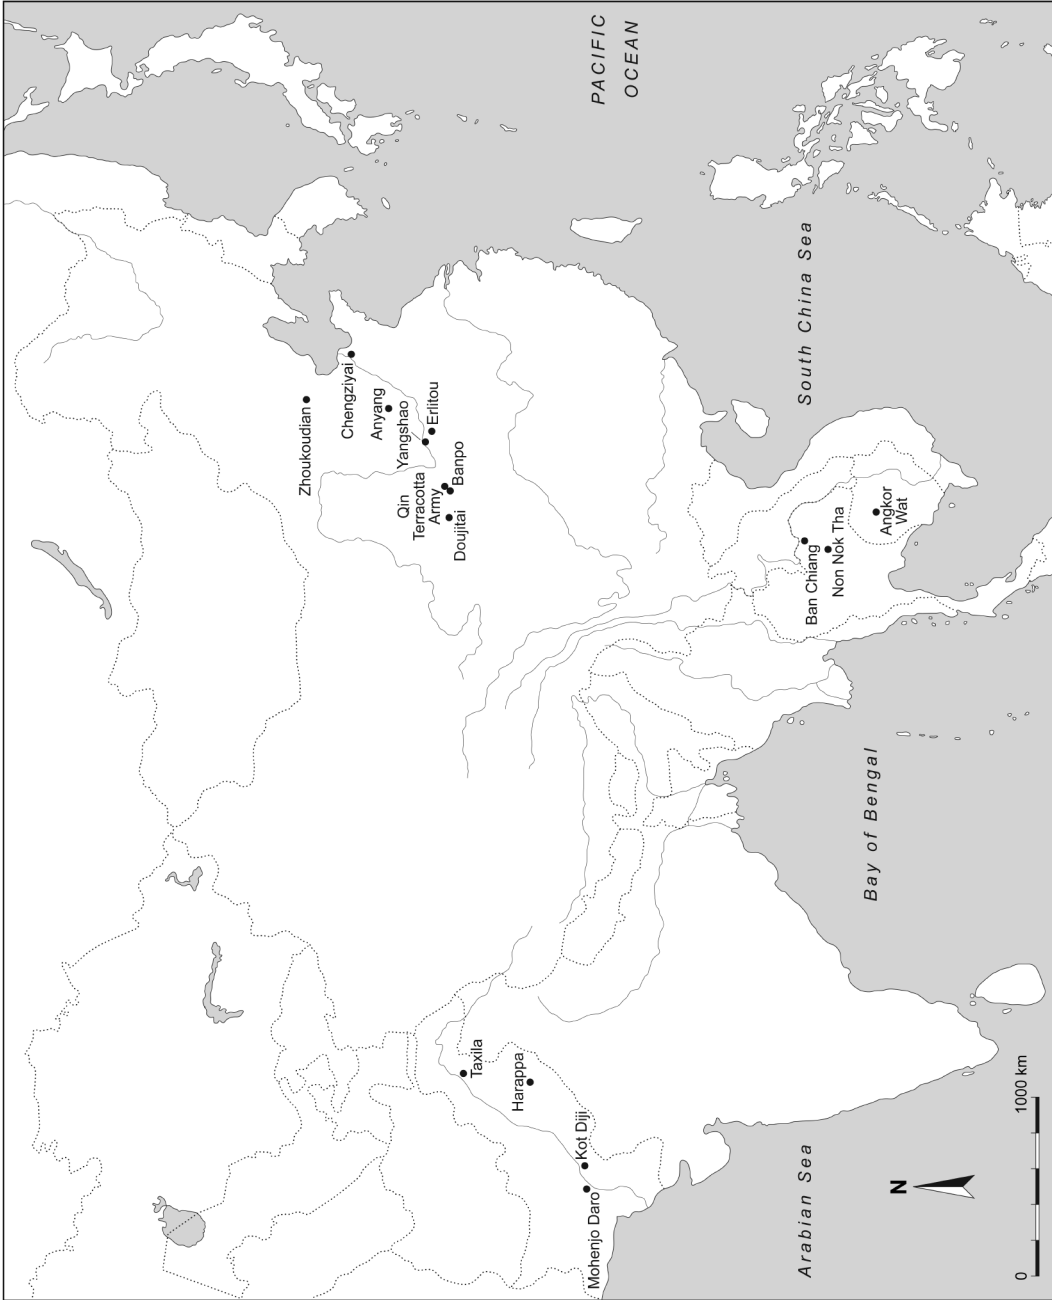 PACIFIC
OCEAN
Zhoukoudian
Chengziyai
Anyang
Yangshao
Erlitou
Qin
Terracotta
Army
Banpo
Doujitai
South China Sea
Ban Chiang
Non Nok Tha
Angkor
Wat
Bay of Bengal
Taxila
Harappa
Kot Diji
Mohenjo Daro
Arabian Sea
N
0
1000 km